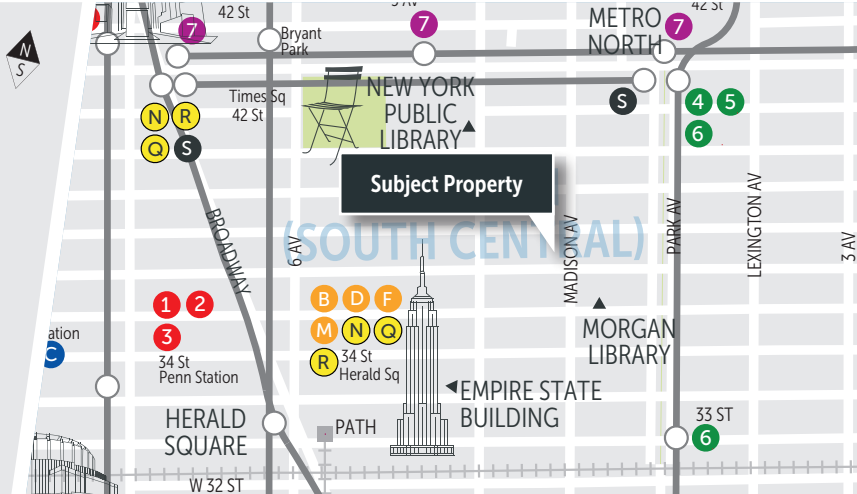 42 St
5 AV
42 St
7
METRO
NORTH
7
Bryant
Park
N
S
Times Sq
42 St
NEW YORK
PUBLIC
LIBRARY
S
4 5
6
N R
Q S
Subject Property
BROADWAY
6 AV
(SOUTH CENTRAL)
MADISON AV
PARK AV
LEXINGTON AV
3 AV
1 2
3
34 St
Penn Station
B D F
M N Q
R
34 St
Herald Sq
MORGAN
LIBRARY
ation
C
EMPIRE STATE
BUILDING
HERALD
SQUARE
PATH
33 ST
6
W 32 ST